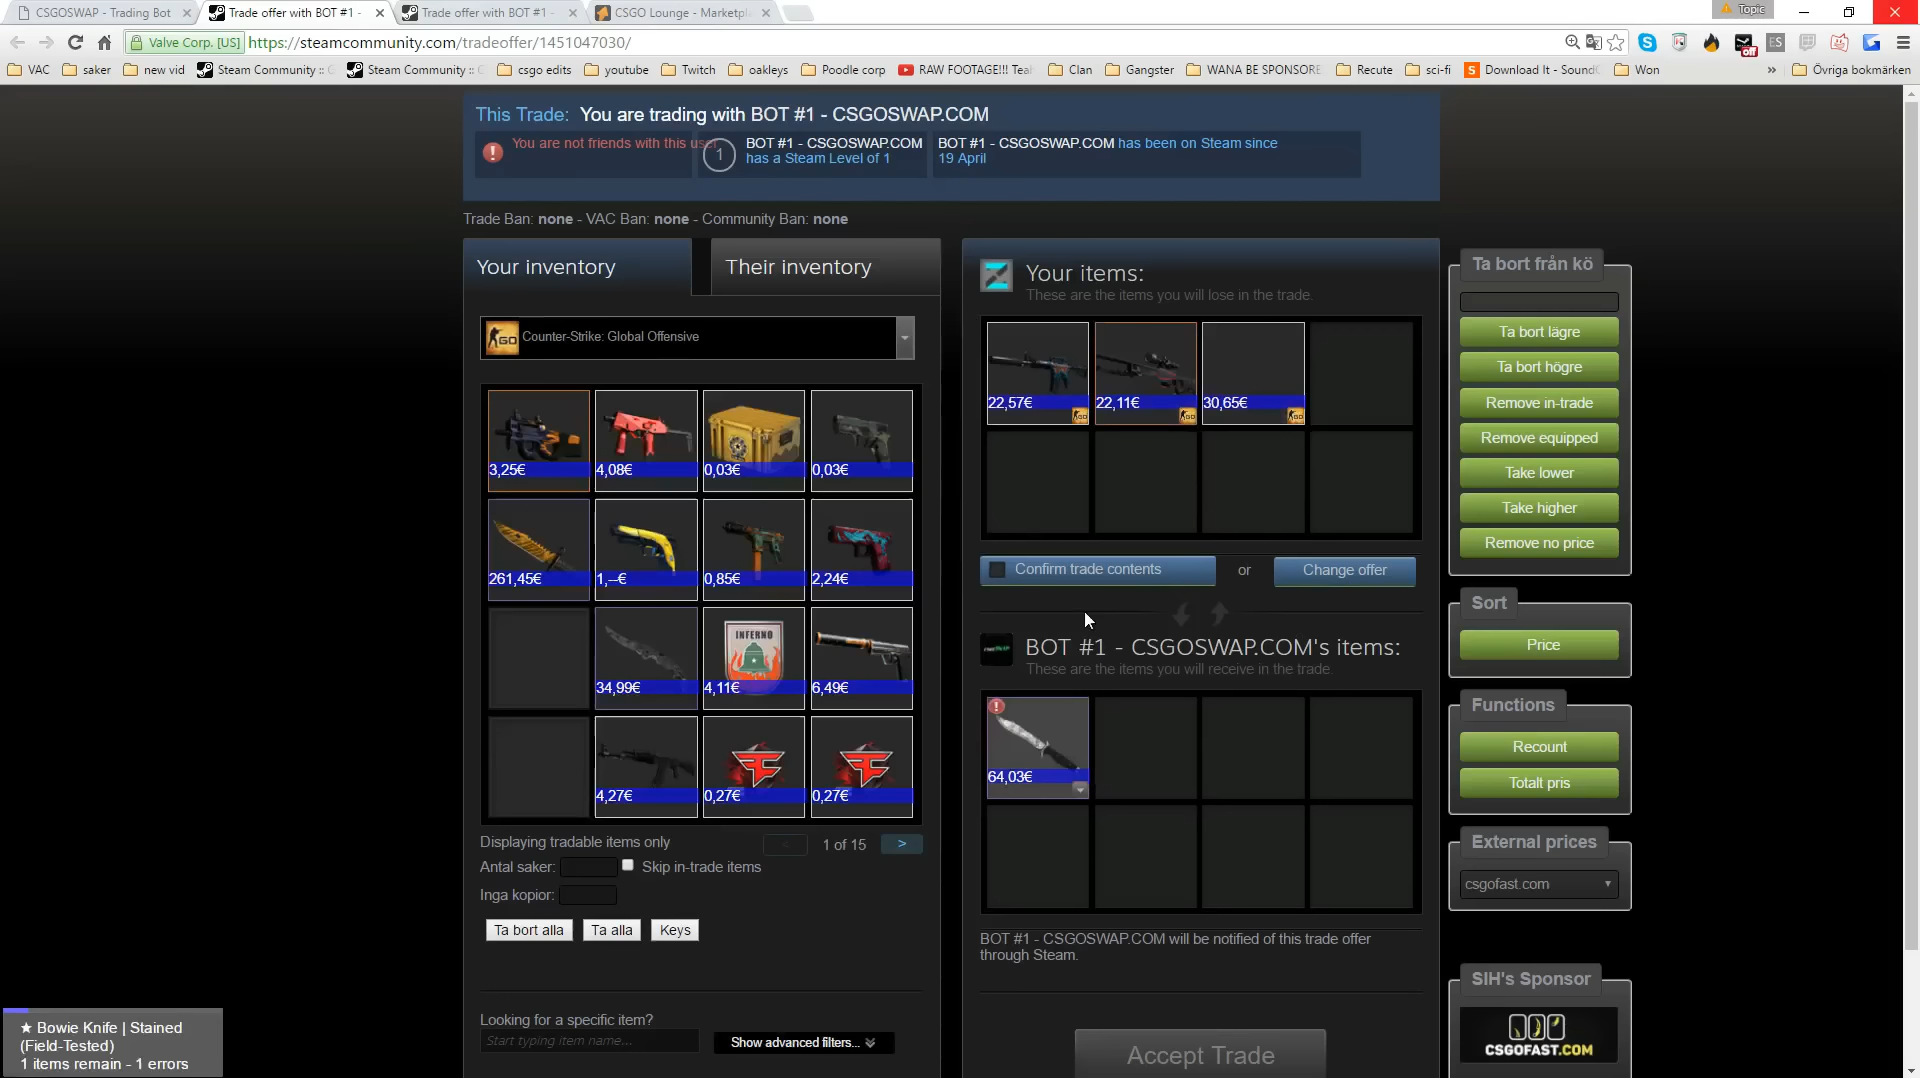 CSGOSWAP - Trading Bot
Trade offer with BOT #1 -
Trade offer with BOT #1 -
CSGO Lounge - Marketpl
Topic
Valve Corp. [US]
https://steamcommunity.com/tradeoffer/1451047030/
off
ES
VAC
saker
new vid
Steam Community ::
Steam Community ::
csgo edits
youtube
Twitch
oakleys
Poodle corp
RAW FOOTAGE!!! Tea
Clan
Gangster
WANA BE SPONSORE
Recute
sci-fi
Download It - Sound
Won
»
Övriga bokmärken
This Trade: You are trading with BOT #1 - CSGOSWAP.COM
You are not friends with this user
1
BOT #1 - CSGOSWAP.COM
has a Steam Level of 1
BOT #1 - CSGOSWAP.COM has been on Steam since
19 April
Trade Ban: none - VAC Ban: none - Community Ban: none
Your inventory
Their inventory
Counter-Strike: Global Offensive
3,25€
4,08€
0,03€
0,03€
261,45€
1,--€
0,85€
2,24€
34,99€
INFERNO
4,11€
6,49€
4,27€
0,27€
0,27€
Displaying tradable items only
<
1 of 15
>
Antal saker:
Skip in-trade items
Inga kopior:
Ta bort alla
Ta alla
Keys
Looking for a specific item?
Start typing item name...
Show advanced filters...
Your items:
These are the items you will lose in the trade.
22,57€
22,11€
30,65€
Confirm trade contents
or
Change offer
BOT #1 - CSGOSWAP.COM's items:
These are the items you will receive in the trade.
64,03€
BOT #1 - CSGOSWAP.COM will be notified of this trade offer
through Steam.
Accept Trade
Ta bort från kö
Ta bort lägre
Ta bort högre
Remove in-trade
Remove equipped
Take lower
Take higher
Remove no price
Sort
Price
Functions
Recount
Totalt pris
External prices
csgofast.com
SIH's Sponsor
CSGOFAST.COM
★ Bowie Knife | Stained
(Field-Tested)
1 items remain - 1 errors